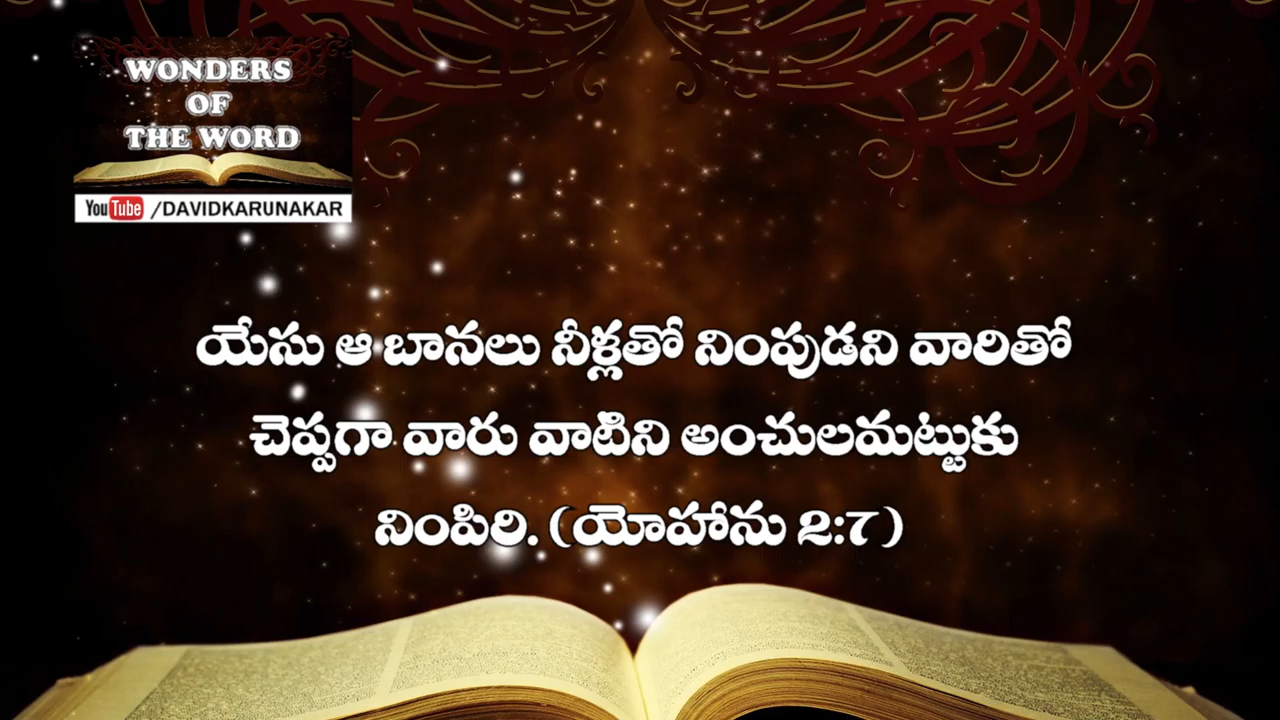 WONDERS
OF
THE WORD
YouTube /DAVIDKARUNAKAR
యేసు ఆ బానలు నీళ్లతో నింపుడని వారితో
చెప్పగా వారు వాటిని అంచులమట్టుకు
నింపిరి. (యోహాను 2:7)